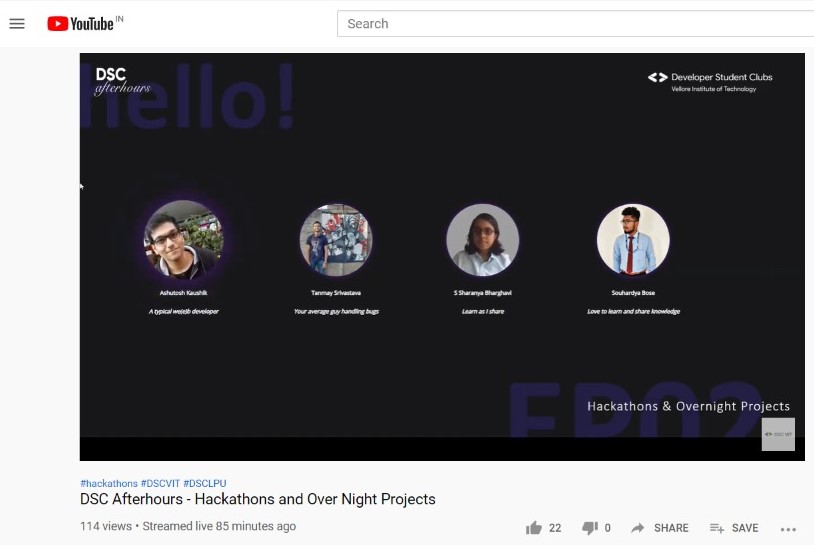 YouTube IN
Search
hello!
DSC
afterhours
Developer Student Clubs
Vellore Institute of Technology
Ashutosh Kaushik
Tanmay Srivastava
S Sharanya Bharghavi
Souhardya Bose
A typical we(e)b developer
Your average guy handling bugs
Learn as I share
Love to learn and share knowledge
EP02
Hackathons & Overnight Projects
DSC VIT
#hackathons #DSCVIT #DSCLPU
DSC Afterhours - Hackathons and Over Night Projects
114 views • Streamed live 85 minutes ago
22
0
SHARE
SAVE